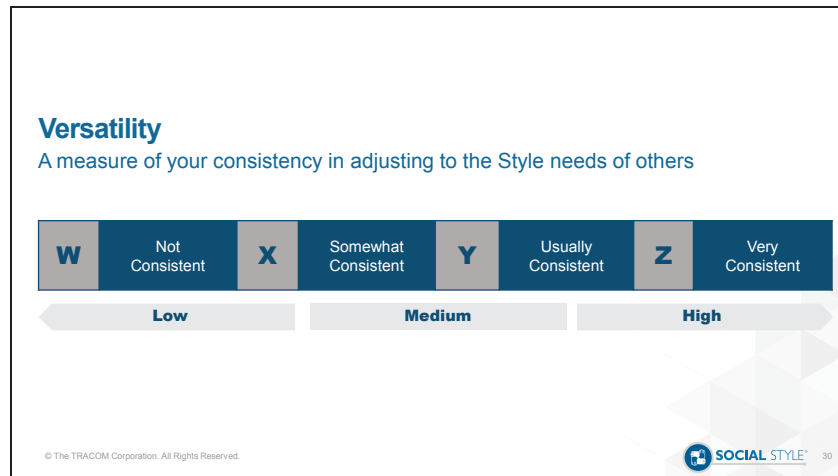 Versatility
A measure of your consistency in adjusting to the Style needs of others
W
Not
Consistent
X
Somewhat
Consistent
Y
Usually
Consistent
Z
Very
Consistent
Low
Medium
High
© The TRACOM Corporation. All Rights Reserved.
SOCIAL STYLE®
30